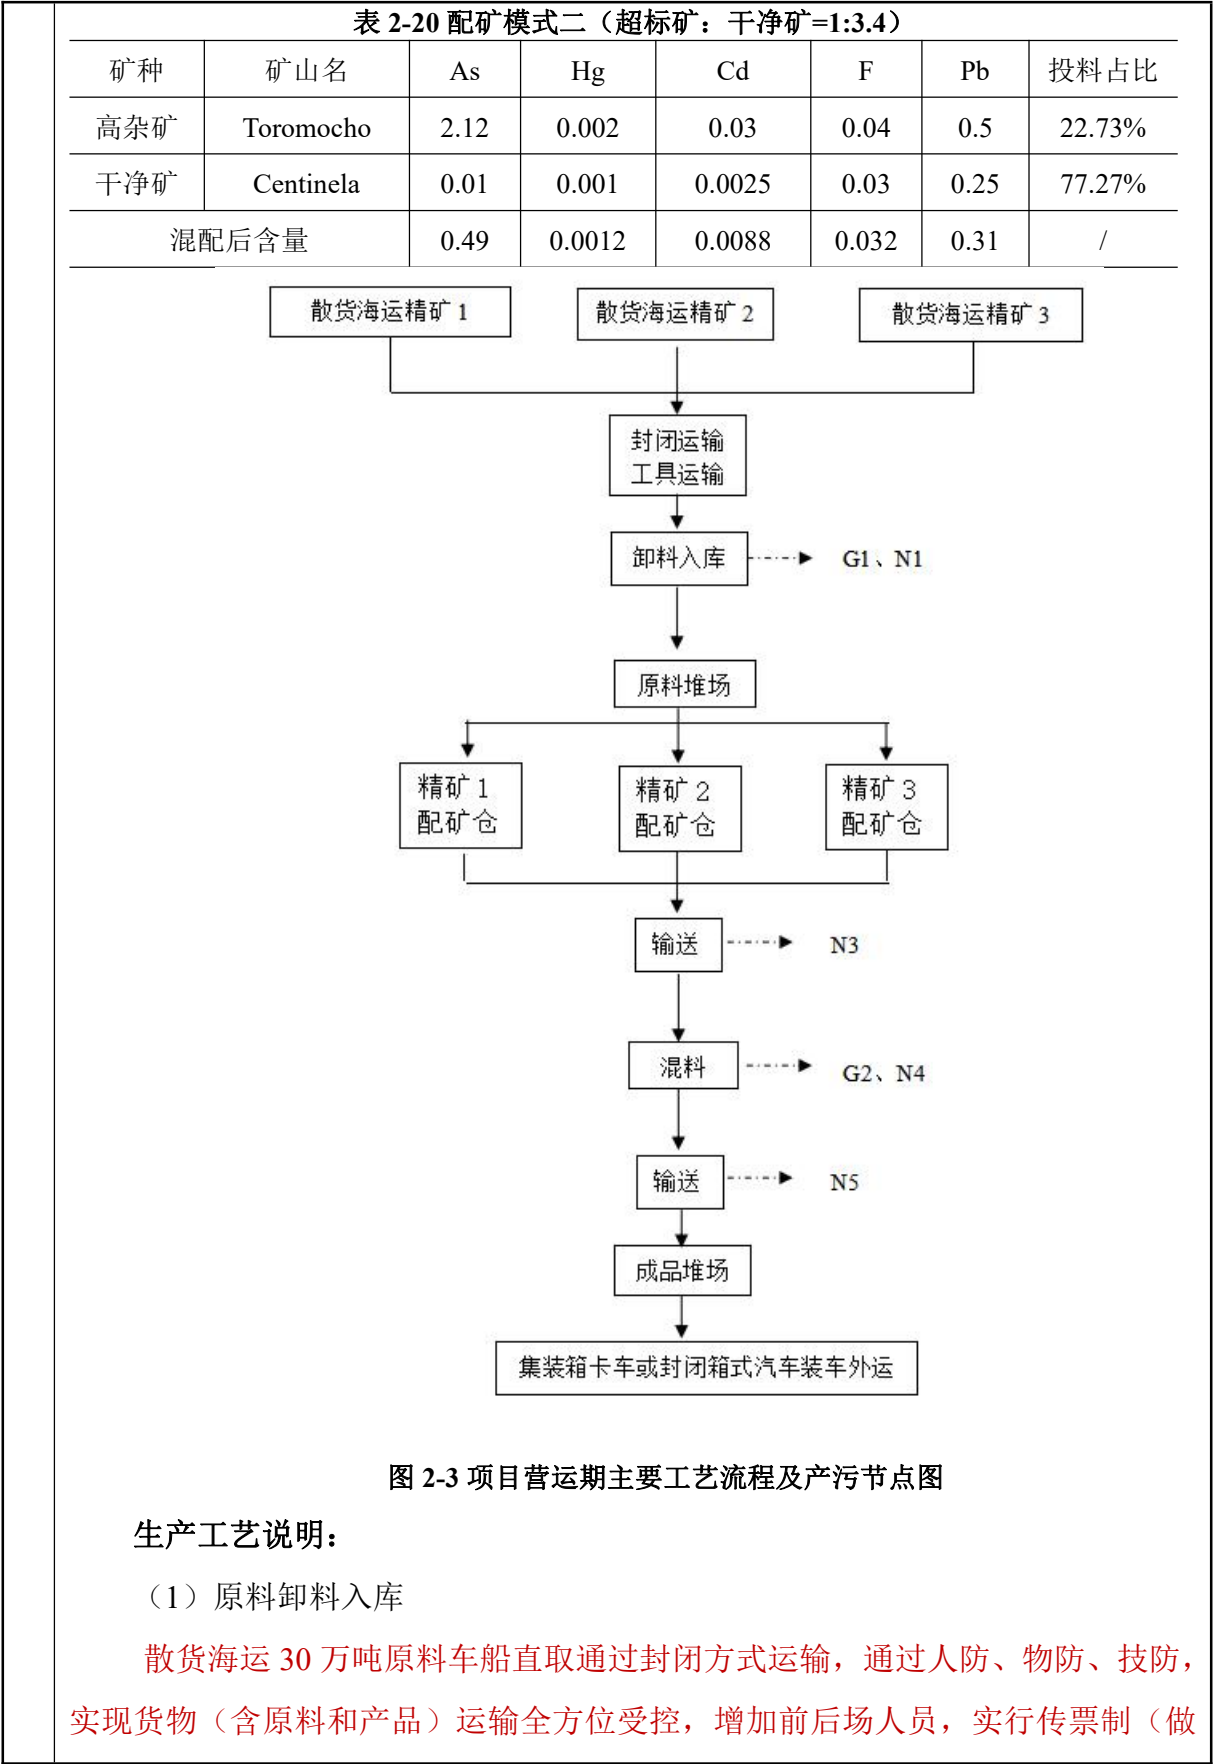 表 2-20 配矿模式二（超标矿：干净矿=1:3.4）
矿种 矿山名 As Hg Cd F Pb 投料占比
高杂矿 Toromocho 2.12 0.002 0.03 0.04 0.5 22.73%
干净矿 Centinela 0.01 0.001 0.0025 0.03 0.25 77.27%
混配后含量 0.49 0.0012 0.0088 0.032 0.31 /
散货海运精矿 1 散货海运精矿 2 散货海运精矿 3
封闭运输
工具运输
卸料入库 G1、N1
原料堆场
精矿 1
配矿仓
精矿 2
配矿仓
精矿 3
配矿仓
输送 N3
混料 G2、N4
输送 N5
成品堆场
集装箱卡车或封闭箱式汽车装车外运
图 2-3 项目营运期主要工艺流程及产污节点图
生产工艺说明：
（1）原料卸料入库
散货海运 30 万吨原料车船直取通过封闭方式运输，通过人防、物防、技防，
实现货物（含原料和产品）运输全方位受控，增加前后场人员，实行传票制（做